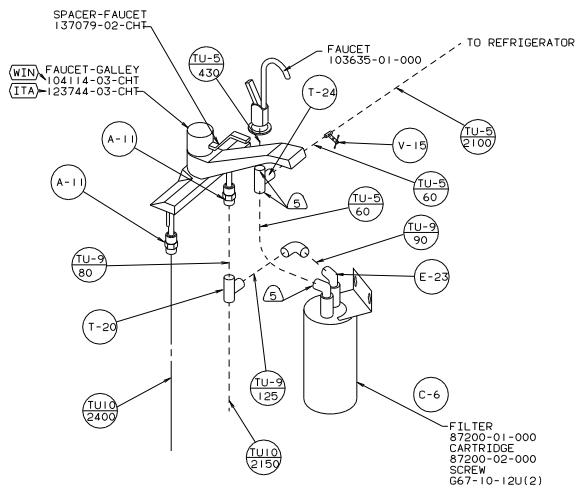 SPACER-FAUCET
137079-02-CHT
TU-5
430
FAUCET
103635-01-000
TO REFRIGERATOR
WIN
FAUCET-GALLEY
104114-03-CHT
ITA
123744-03-CHT
T-24
TU-5
2100
A-11
V-15
A-11
TU-5
60
5
TU-5
60
TU-9
90
TU-9
80
E-23
5
T-20
TU-9
125
C-6
TU10
2400
TU10
2150
FILTER
87200-01-000
CARTRIDGE
87200-02-000
SCREW
G67-10-12U(2)